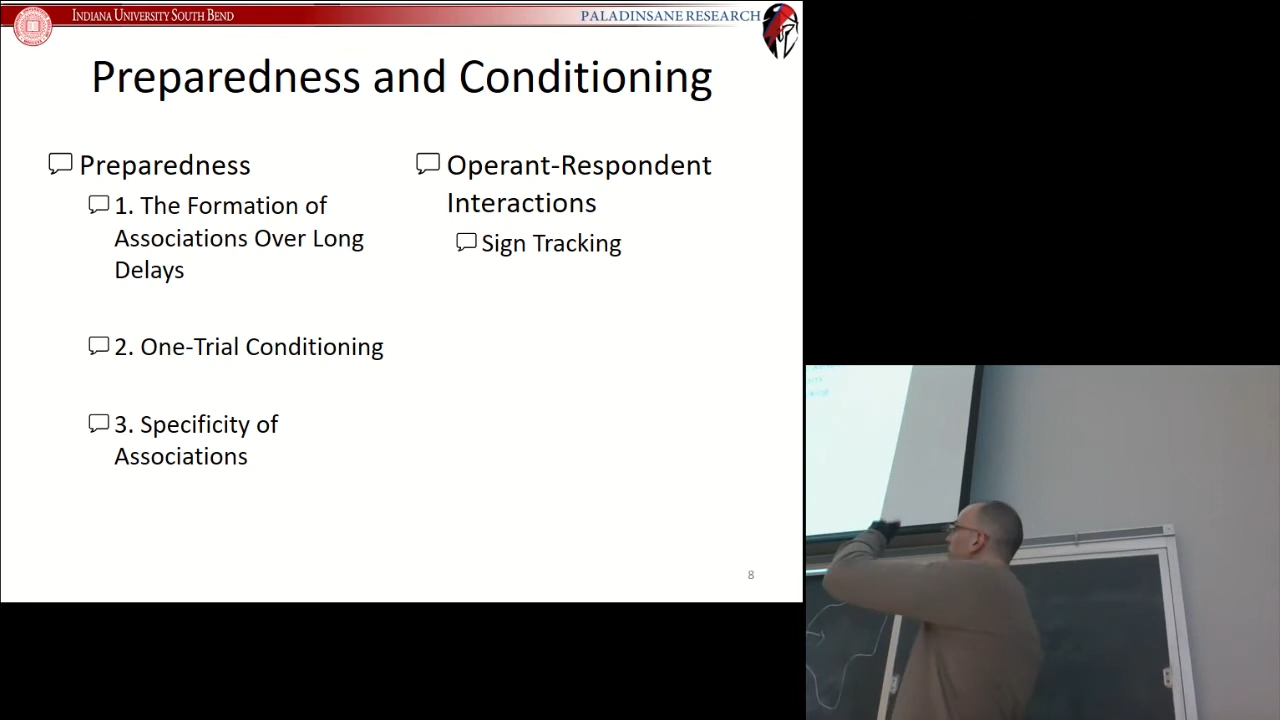 INDIANA UNIVERSITY SOUTH BEND
PALADINSANE RESEARCH
Preparedness and Conditioning
Preparedness
1. The Formation of
Associations Over Long
Delays
2. One-Trial Conditioning
3. Specificity of
Associations
Operant-Respondent
Interactions
Sign Tracking
8